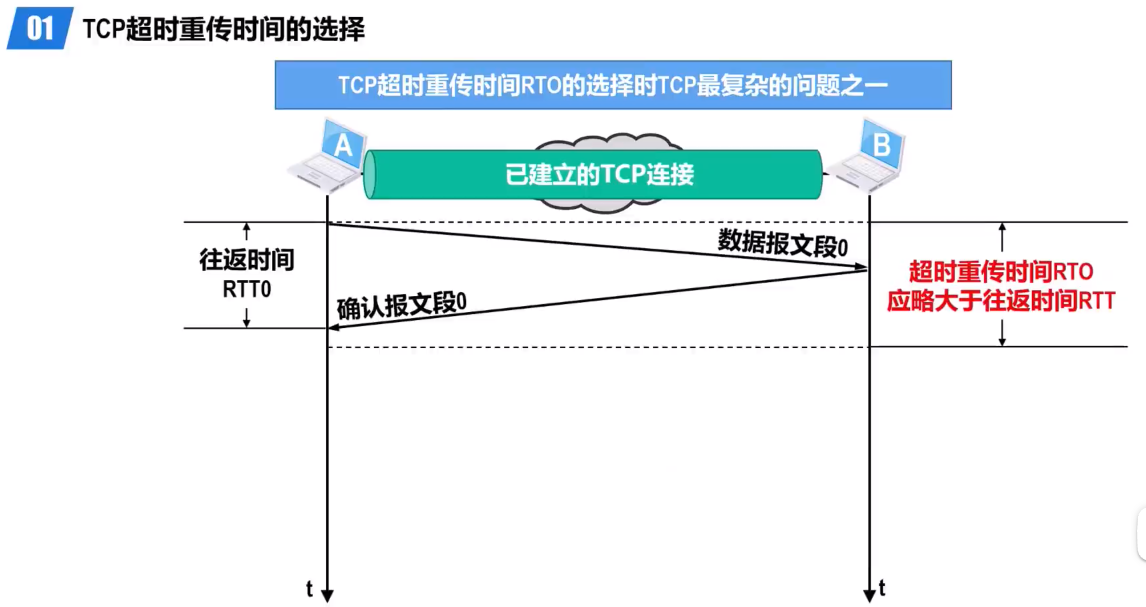 01 TCP超时重传时间的选择
TCP超时重传时间RTO的选择时TCP最复杂的问题之一
A
B
已建立的TCP连接
往返时间
RTT0
数据报文段0
确认报文段0
超时重传时间RTO
应略大于往返时间RTT
t
t